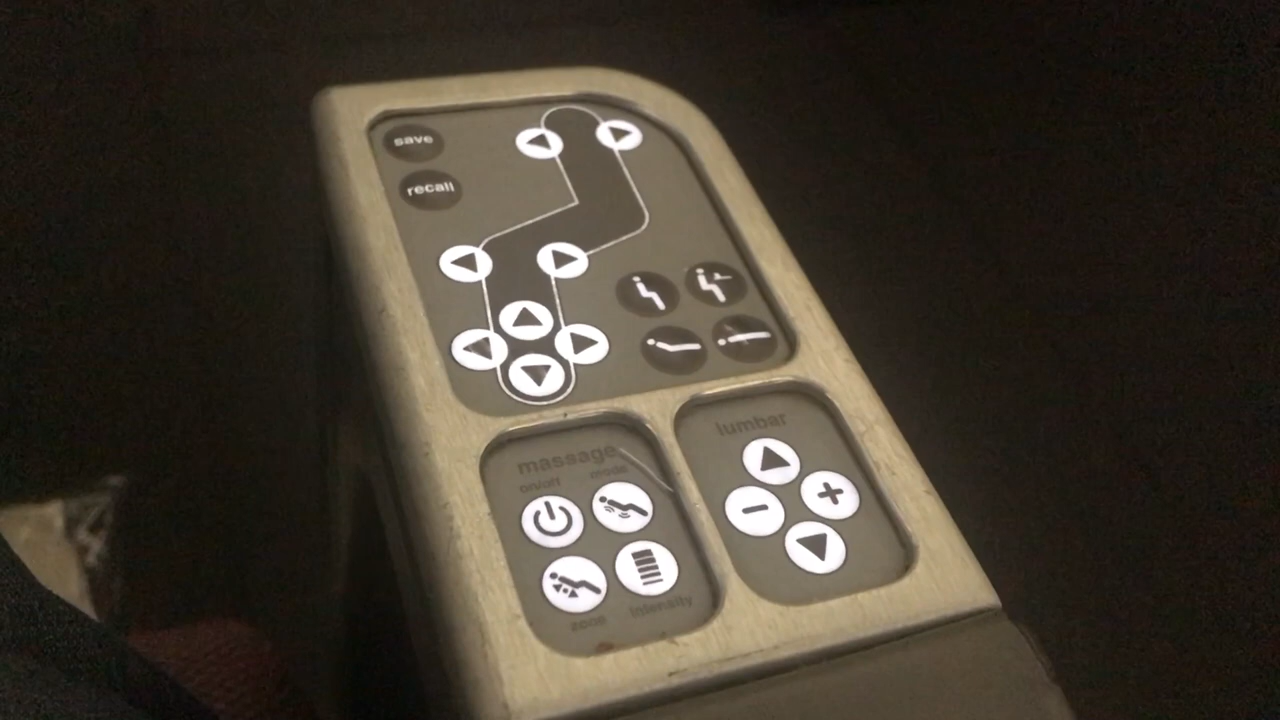 save
recall
massage
on/off
mode
zone
intensity
lumbar